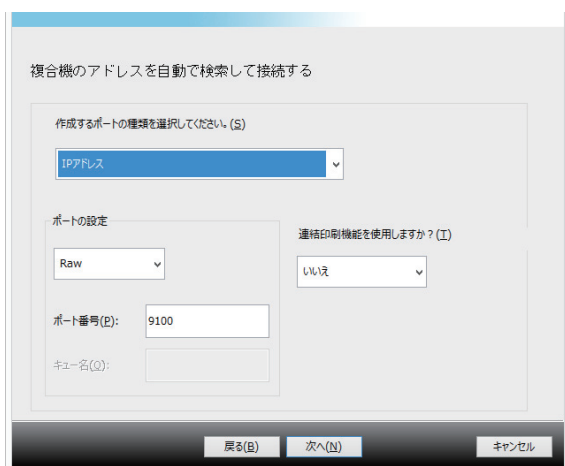 複合機のアドレスを自動で検索して接続する
作成するポートの種類を選択してください。(S)
IPアドレス
ポートの設定
Raw
ポート番号(P):
9100
キュー名(Q):
連結印刷機能を使用しますか？(T)
いいえ
戻る(B)
次へ(N)
キャンセル